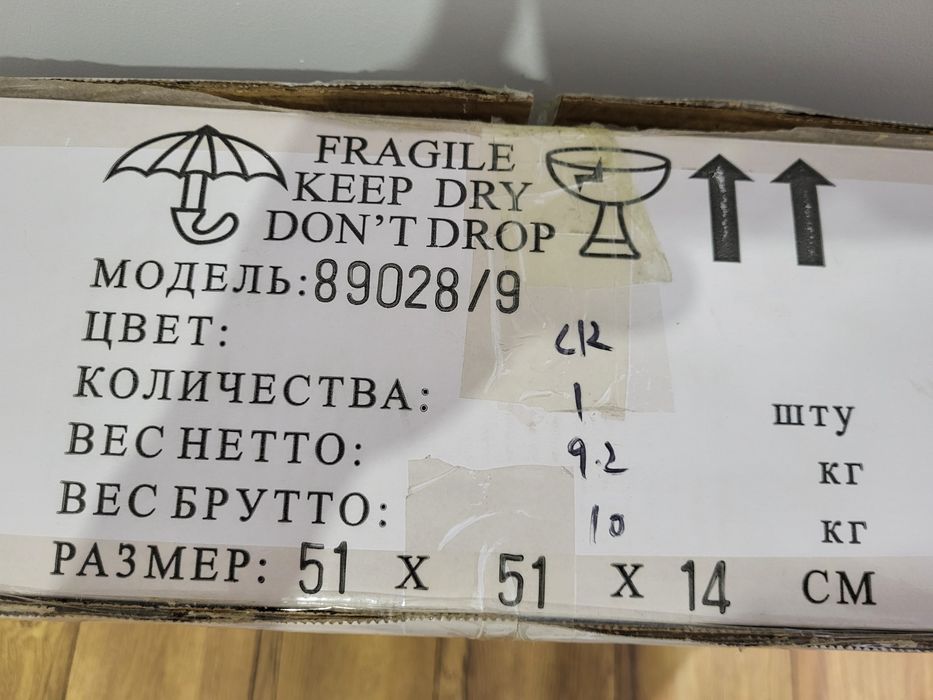 FRAGILE
KEEP DRY
DON'T DROP
МОДЕЛЬ: 89028/9
ЦВЕТ: CR
КОЛИЧЕСТВА: 1 шту
ВЕС НЕТТО: 9.2 кг
ВЕС БРУТТО: 10 кг
РАЗМЕР: 51 X 51 X 14 СМ